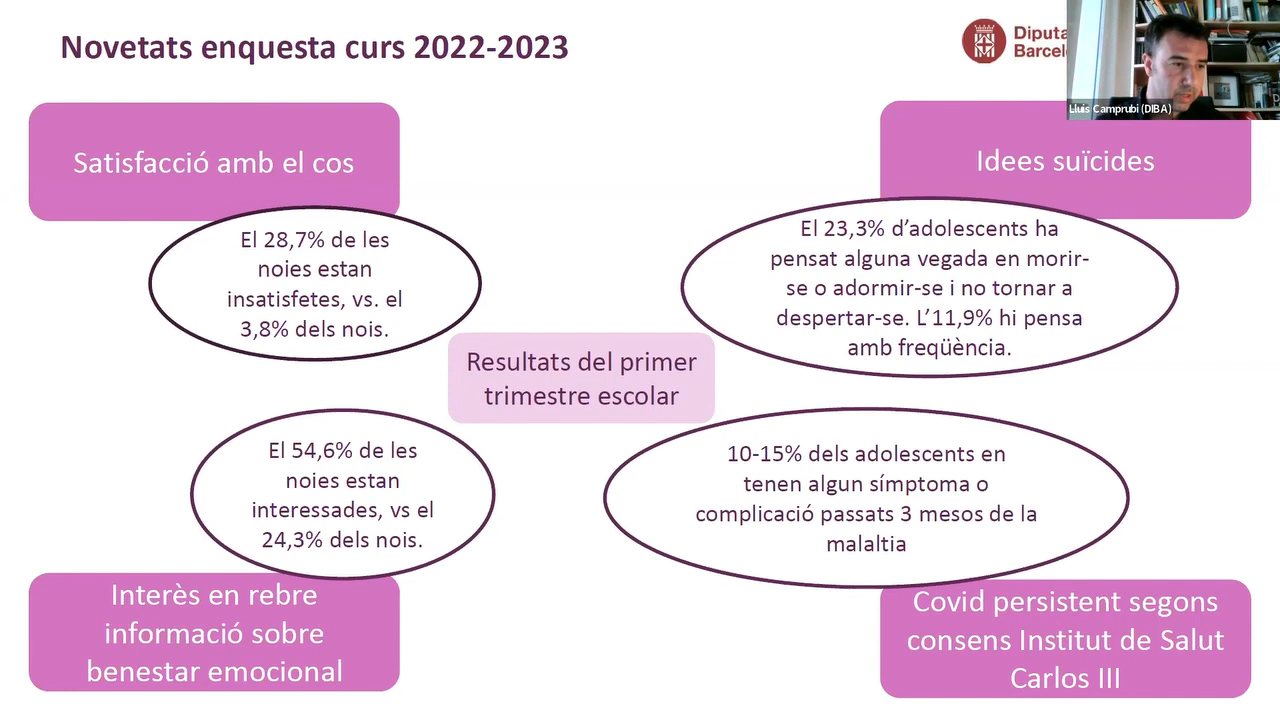 Novetats enquesta curs 2022-2023
Lluis Camprubi (DIBA)
Satisfacció amb el cos
El 28,7% de les
noies estan
insatisfetes, vs. el
3,8% dels nois.
Idees suïcides
El 23,3% d’adolescents ha
pensat alguna vegada en morir-
se o adormir-se i no tornar a
despertar-se. L’11,9% hi pensa
amb freqüència.
Resultats del primer
trimestre escolar
El 54,6% de les
noies estan
interessades, vs el
24,3% dels nois.
Interès en rebre
informació sobre
benestar emocional
10-15% dels adolescents en
tenen algun símptoma o
complicació passats 3 mesos de la
malaltia
Covid persistent segons
consens Institut de Salut
Carlos III